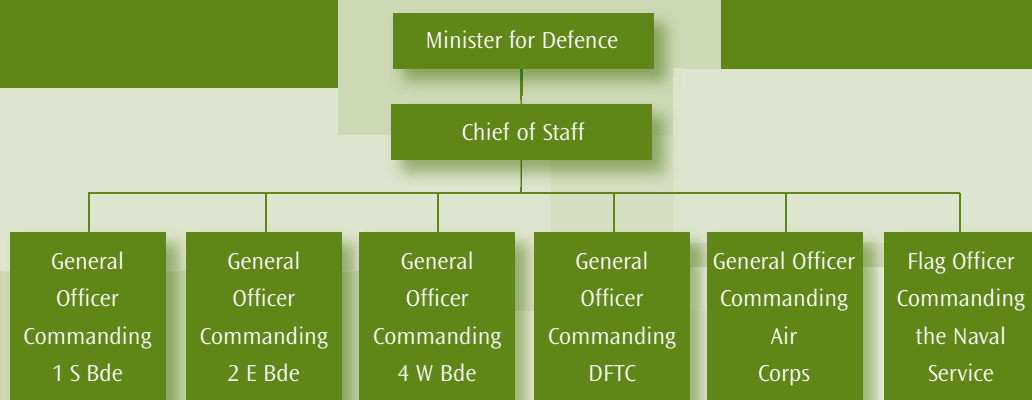 Minister for Defence
Chief of Staff
General
Officer
Commanding
1 S Bde
General
Officer
Commanding
2 E Bde
General
Officer
Commanding
4 W Bde
General
Officer
Commanding
DFTC
General Officer
Commanding
Air
Corps
Flag Officer
Commanding
the Naval
Service